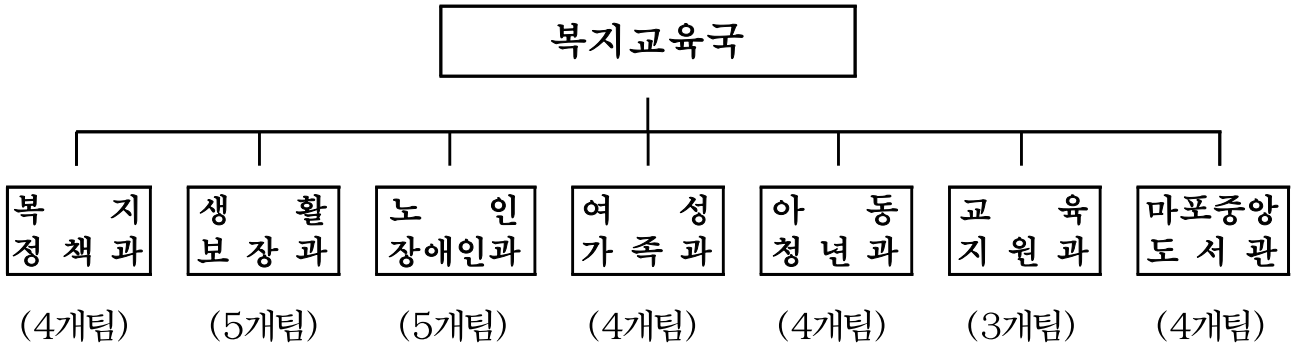 복지교육국
복 지
정 책 과
생 활
보 장 과
노 인
장애인과
여 성
가 족 과
아 동
청 년 과
교 육
지 원 과
마포중앙
도 서 관
(4개팀)
(5개팀)
(5개팀)
(4개팀)
(4개팀)
(3개팀)
(4개팀)